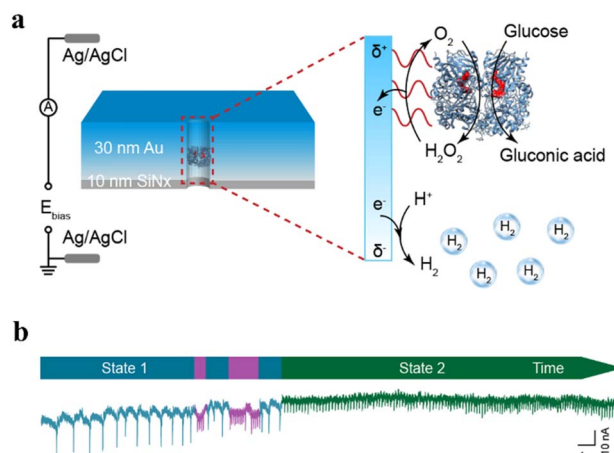 a
Ag/AgCl
A
30 nm Au
10 nm SiNx
E bias
Ag/AgCl
δ+
O2
Glucose
e-
H2O2
Gluconic acid
e-
H+
δ-
H2
H2
H2
H2
H2
H2
b
State 1
State 2
Time
10 nA